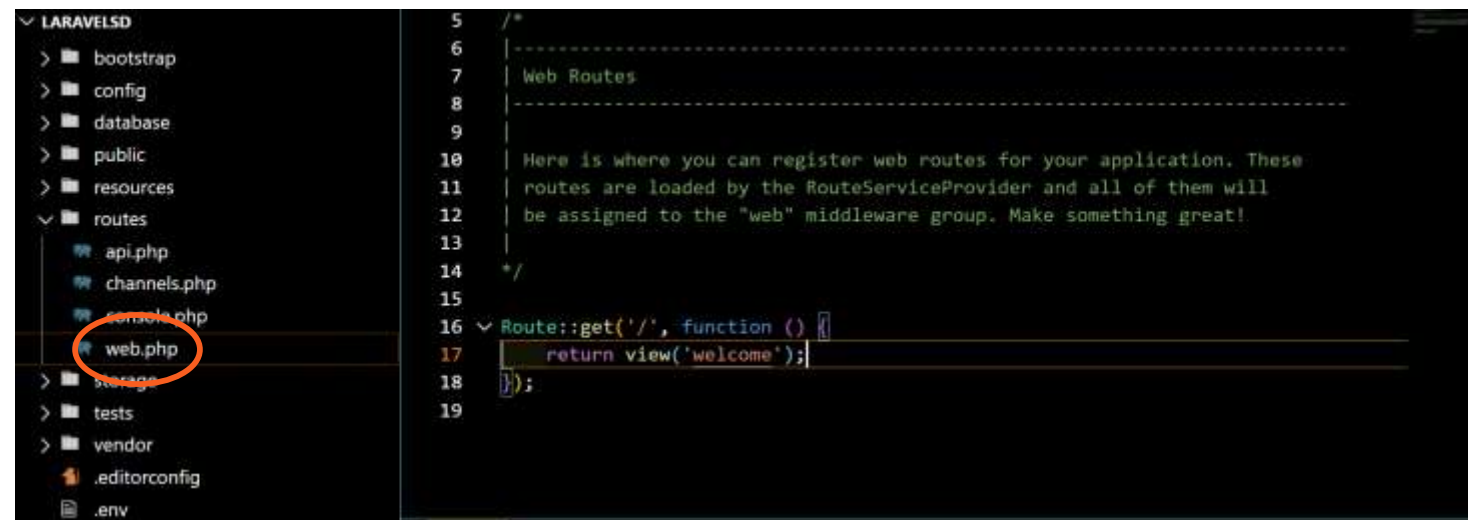 LARAVELSD
bootstrap
config
database
public
resources
routes
api.php
channels.php
console.php
web.php
storage
tests
vendor
.editorconfig
.env
5 /*
6 |--------------------------------------------------------------------------
7 | Web Routes
8 |--------------------------------------------------------------------------
9 |
10 | Here is where you can register web routes for your application. These
11 | routes are loaded by the RouteServiceProvider and all of them will
12 | be assigned to the "web" middleware group. Make something great!
13 |
14 */
15
16 Route::get('/', function () {
17 return view('welcome');
18 });
19